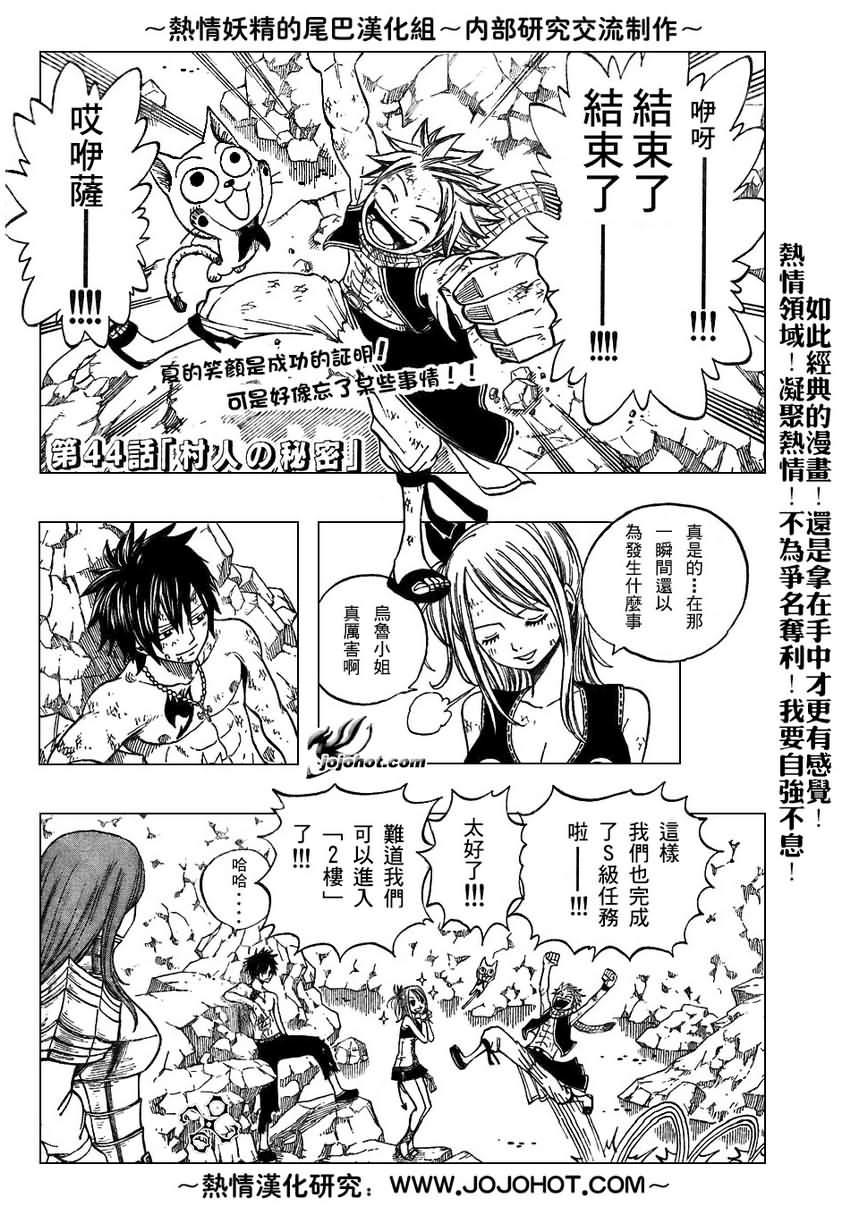 ～熱情妖精的尾巴漢化組～内部研究交流制作～
咿呀——!!!
結束了
結束了——!!!!
哎咿薩——!!!!
夏的笑顔是成功的証明！
可是好像忘了某些事情！！
第44話「村人の秘密」
真是的…在那
一瞬間還以
為發生什麼事
烏魯小姐
真厲害啊
jojohot.com
這樣
我們也完成
了S級任務
啦——!!!
太好了!!!
難道我們
可以進入
「2樓」
了!!!
哈哈····
如此經典的漫畫！還是拿在手中才更有感覺！
熱情領域！凝聚熱情！不為爭名奪利！我要自強不息！
～熱情漢化研究：WWW.JOJOHOT.COM～